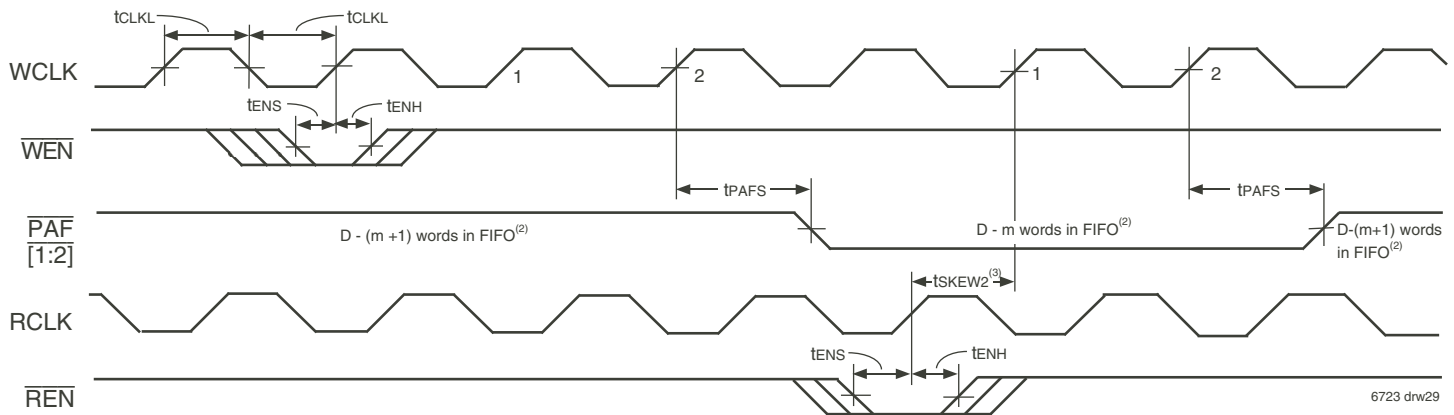 tCLKL tCLKL
WCLK 1 2 1 2
tENS tENH
WEN
tPAFS tPAFS
PAF
[1:2]
D - (m +1) words in FIFO(2)
D - m words in FIFO(2)
D-(m+1) words
in FIFO(2)
tSKEW2(3)
RCLK
tENS tENH
REN
6723 drw29